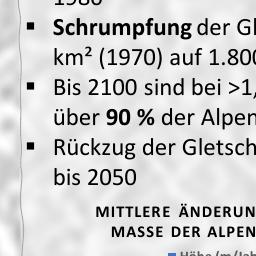 1980
▪ Schrumpfung der Gl
km² (1970) auf 1.800
▪ Bis 2100 sind bei >1,
über 90 % der Alpen
▪ Rückzug der Gletsch
bis 2050
MITTLERE ÄNDERUN
MASSE DER ALPEN
Höhe (m/Jah